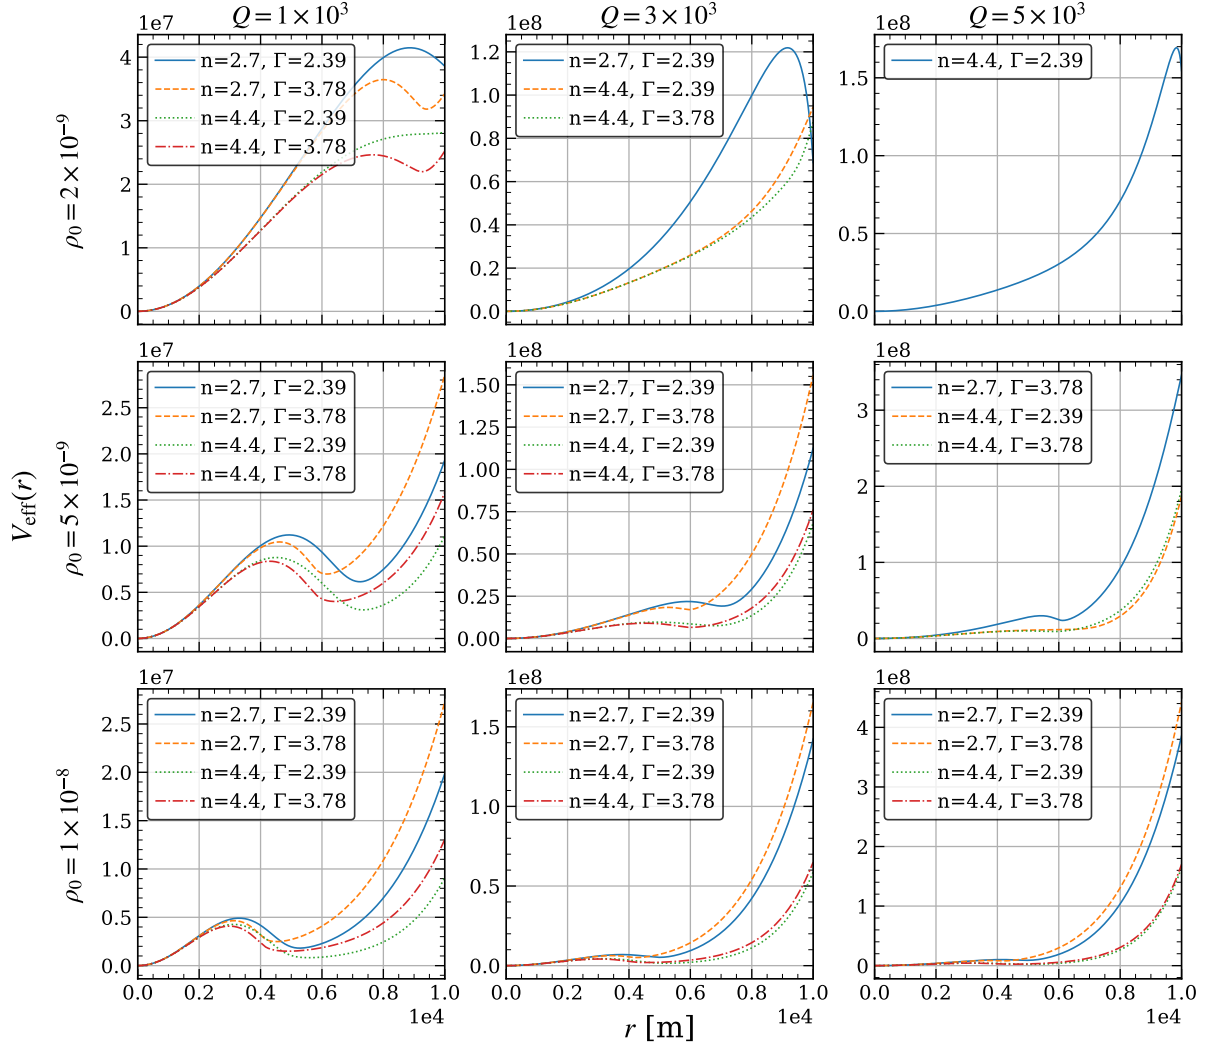 Q = 1 × 10³
Q = 3 × 10³
Q = 5 × 10³
1e7
n=2.7, Γ=2.39
n=2.7, Γ=3.78
n=4.4, Γ=2.39
n=4.4, Γ=3.78
4
3
2
1
0
ρ₀ = 2 × 10⁻⁹
1e8
n=2.7, Γ=2.39
n=4.4, Γ=2.39
n=4.4, Γ=3.78
1.2
1.0
0.8
0.6
0.4
0.2
0.0
1e8
n=4.4, Γ=2.39
1.5
1.0
0.5
0.0
V_eff(r)
ρ₀ = 5 × 10⁻⁹
1e7
n=2.7, Γ=2.39
n=2.7, Γ=3.78
n=4.4, Γ=2.39
n=4.4, Γ=3.78
2.5
2.0
1.5
1.0
0.5
0.0
1e8
n=2.7, Γ=2.39
n=2.7, Γ=3.78
n=4.4, Γ=2.39
n=4.4, Γ=3.78
1.50
1.25
1.00
0.75
0.50
0.25
0.00
1e8
n=2.7, Γ=3.78
n=4.4, Γ=2.39
n=4.4, Γ=3.78
3
2
1
0
ρ₀ = 1 × 10⁻⁸
1e7
n=2.7, Γ=2.39
n=2.7, Γ=3.78
n=4.4, Γ=2.39
n=4.4, Γ=3.78
2.5
2.0
1.5
1.0
0.5
0.0
0.0 0.2 0.4 0.6 0.8 1.0
1e4
1e8
n=2.7, Γ=2.39
n=2.7, Γ=3.78
n=4.4, Γ=2.39
n=4.4, Γ=3.78
1.5
1.0
0.5
0.0
0.0 0.2 0.4 0.6 0.8 1.0
1e4
1e8
n=2.7, Γ=2.39
n=2.7, Γ=3.78
n=4.4, Γ=2.39
n=4.4, Γ=3.78
4
3
2
1
0
0.0 0.2 0.4 0.6 0.8 1.0
1e4
r [m]